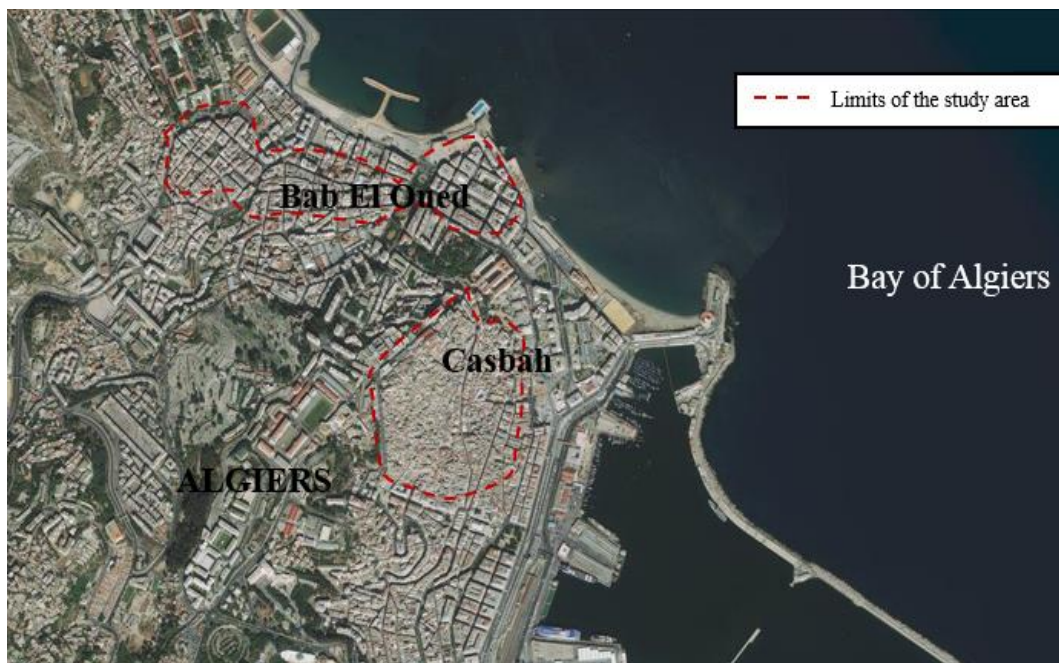 Limits of the study area
Bab El Oued
Bay of Algiers
Casbah
ALGIERS